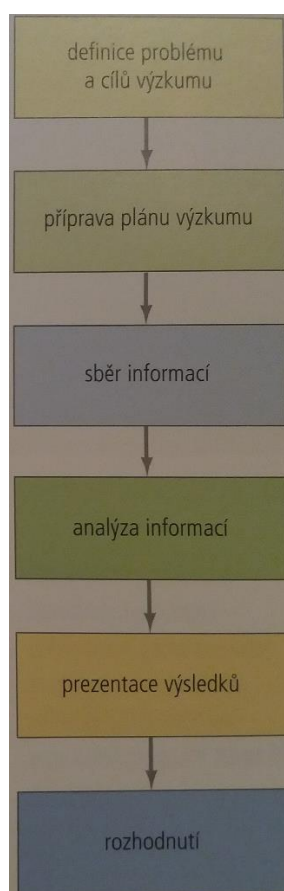 definice problému
a cílů výzkumu
příprava plánu výzkumu
sběr informací
analýza informací
prezentace výsledků
rozhodnutí